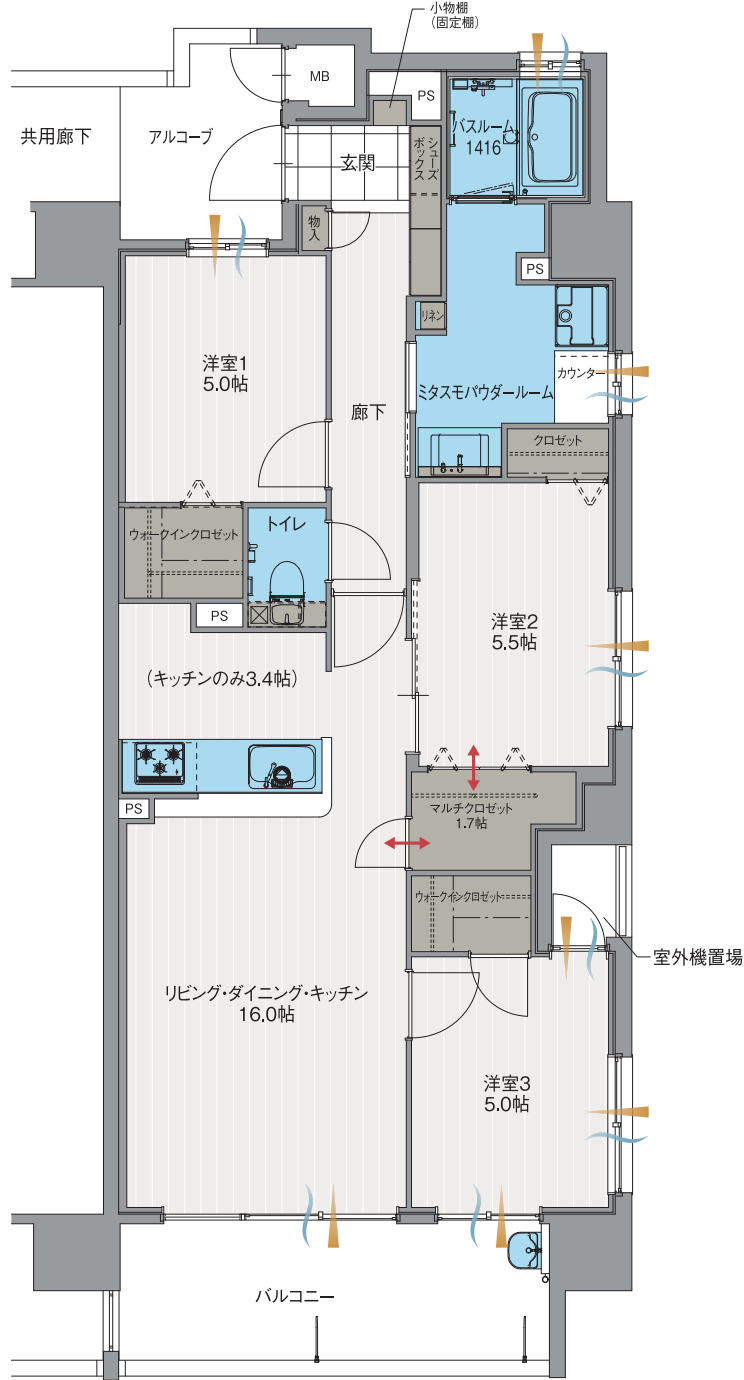 小物棚
(固定棚)
MB
PS
共用廊下
アルコーブ
玄関
シューズ
ボックス
バスルーム
1416
物入
PS
リネン
洋室1
5.0帖
廊下
ミタスモパウダールーム
カウンター
クロゼット
ウォークインクロゼット
トイレ
PS
洋室2
5.5帖
(キッチンのみ3.4帖)
PS
マルチクロゼット
1.7帖
ウォークインクロゼット
室外機置場
リビング・ダイニング・キッチン
16.0帖
洋室3
5.0帖
バルコニー